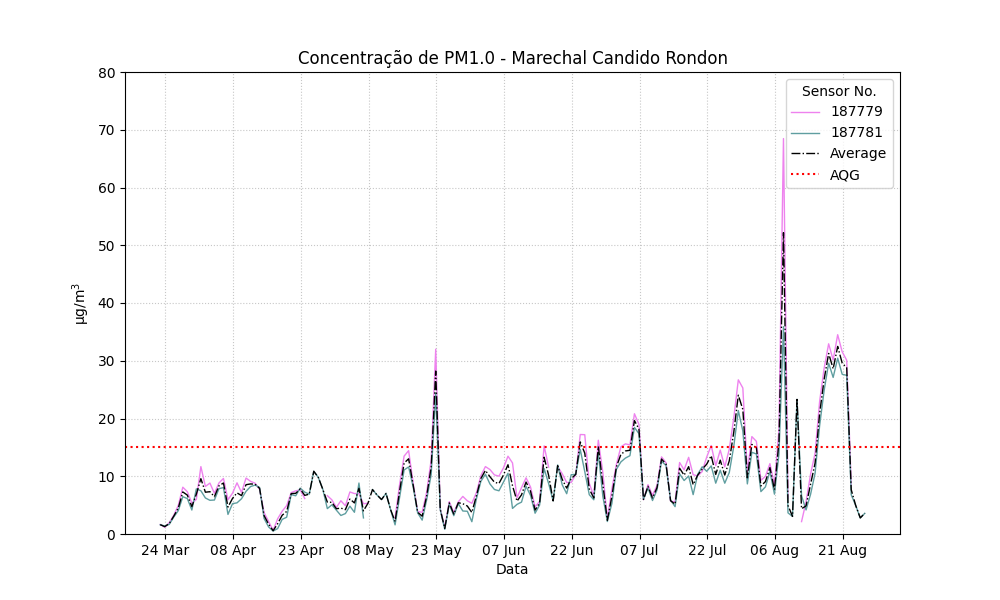 Concentração de PM1.0 - Marechal Candido Rondon
80
70
60
50
40
30
20
10
0
µg/m³
Sensor No.
187779
187781
Average
AQG
24 Mar
08 Apr
23 Apr
08 May
23 May
07 Jun
22 Jun
07 Jul
22 Jul
06 Aug
21 Aug
Data